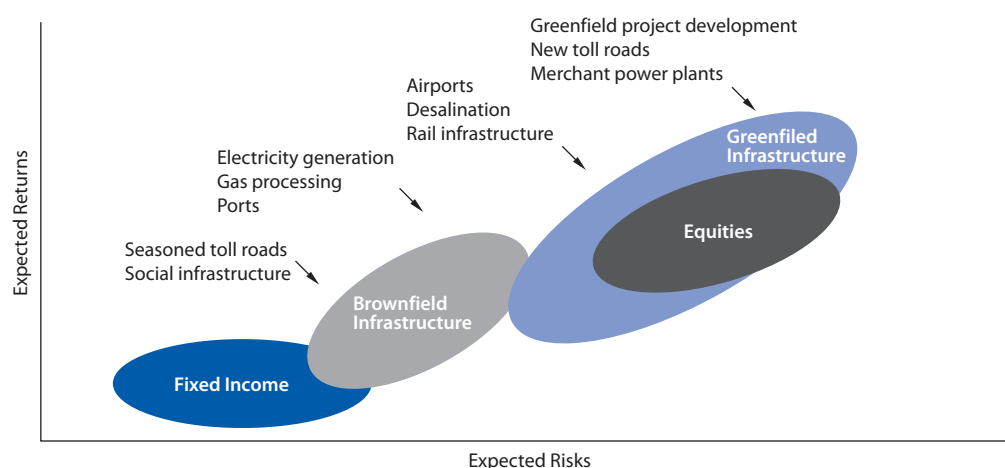 Greenfield project development
New toll roads
Merchant power plants
Airports
Desalination
Rail infrastructure
Greenfiled
Infrastructure
Electricity generation
Gas processing
Ports
Equities
Seasoned toll roads
Social infrastructure
Brownfield
Infrastructure
Fixed Income
Expected Returns
Expected Risks